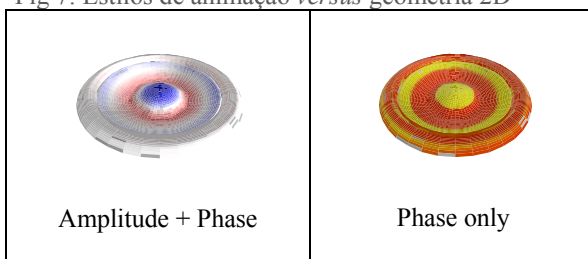 Fig 7. Estilos de animação versus geometria 2D
Amplitude + Phase
Phase only